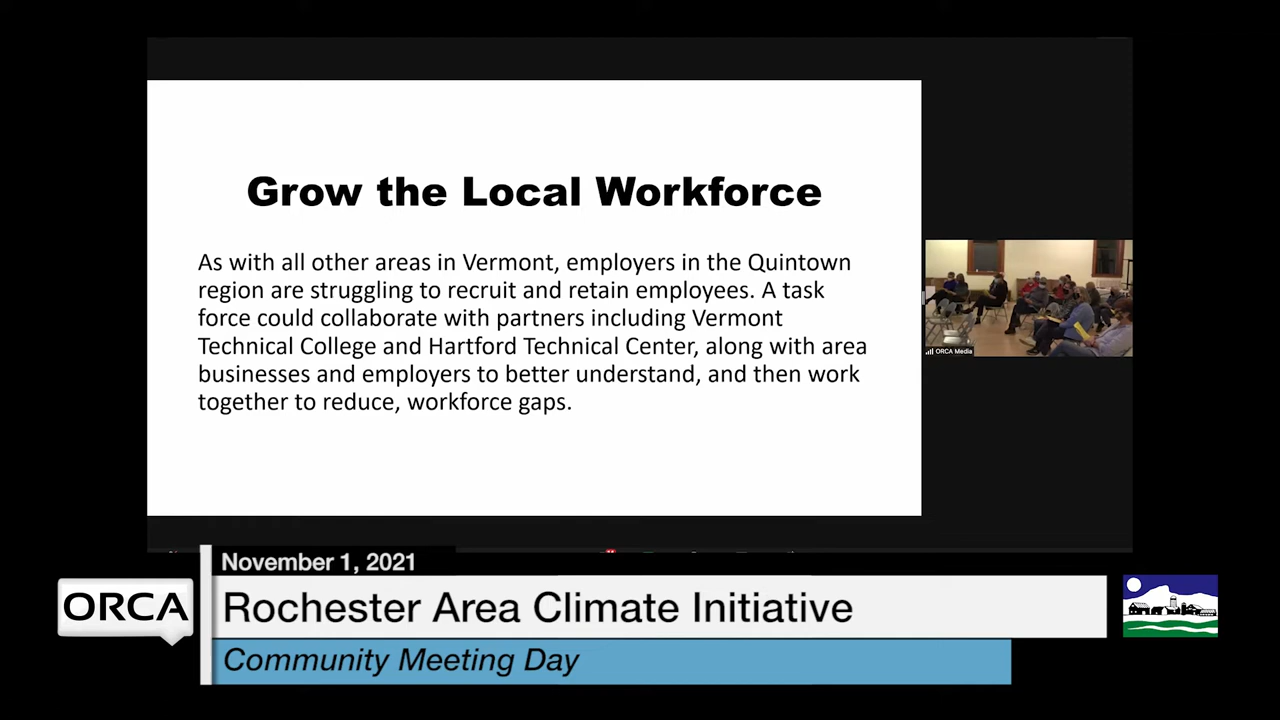 Grow the Local Workforce
As with all other areas in Vermont, employers in the Quintown
region are struggling to recruit and retain employees. A task
force could collaborate with partners including Vermont
Technical College and Hartford Technical Center, along with area
businesses and employers to better understand, and then work
together to reduce, workforce gaps.
ORCA Media
November 1, 2021
ORCA
Rochester Area Climate Initiative
Community Meeting Day